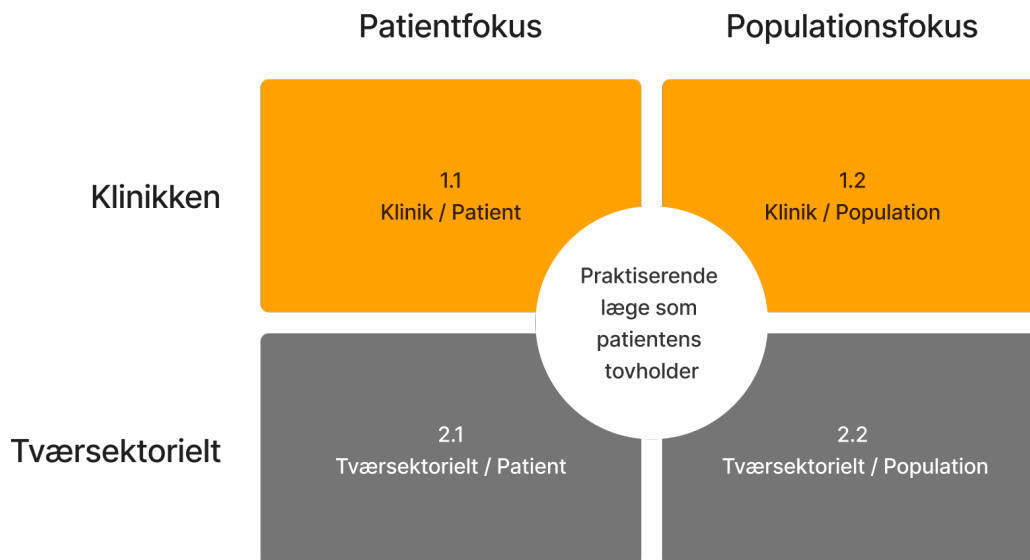 Patientfokus
Populationsfokus
Klinikken
1.1
Klinik / Patient
1.2
Klinik / Population
Praktiserende
læge som
patientens
tovholder
Tværsektorielt
2.1
Tværsektorielt / Patient
2.2
Tværsektorielt / Population